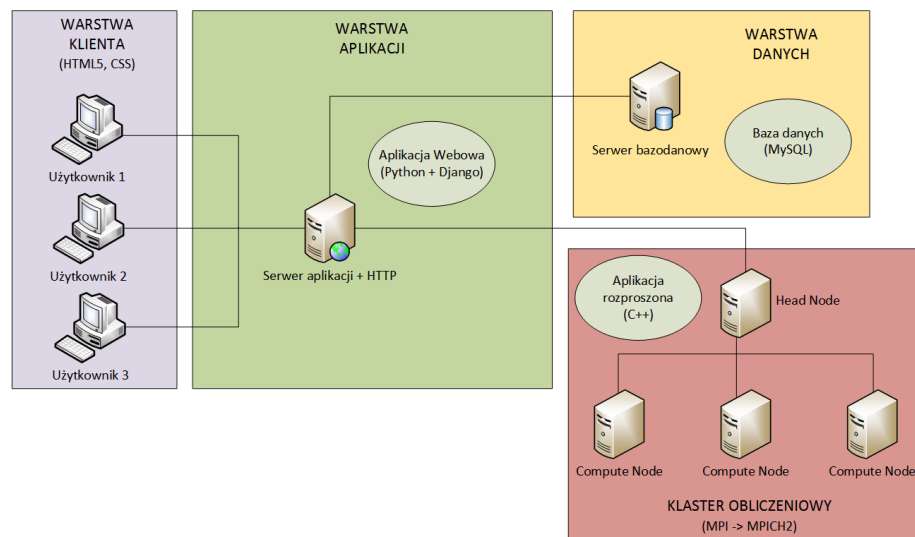 WARSTWA
KLIENTA
(HTML5, CSS)
Użytkownik 1
Użytkownik 2
Użytkownik 3
WARSTWA
APLIKACJI
Aplikacja Webowa
(Python + Django)
Serwer aplikacji + HTTP
WARSTWA
DANYCH
Serwer bazodanowy
Baza danych
(MySQL)
Aplikacja
rozproszona
(C++)
Head Node
Compute Node
Compute Node
Compute Node
KLASTER OBLICZENIOWY
(MPI -> MPICH2)